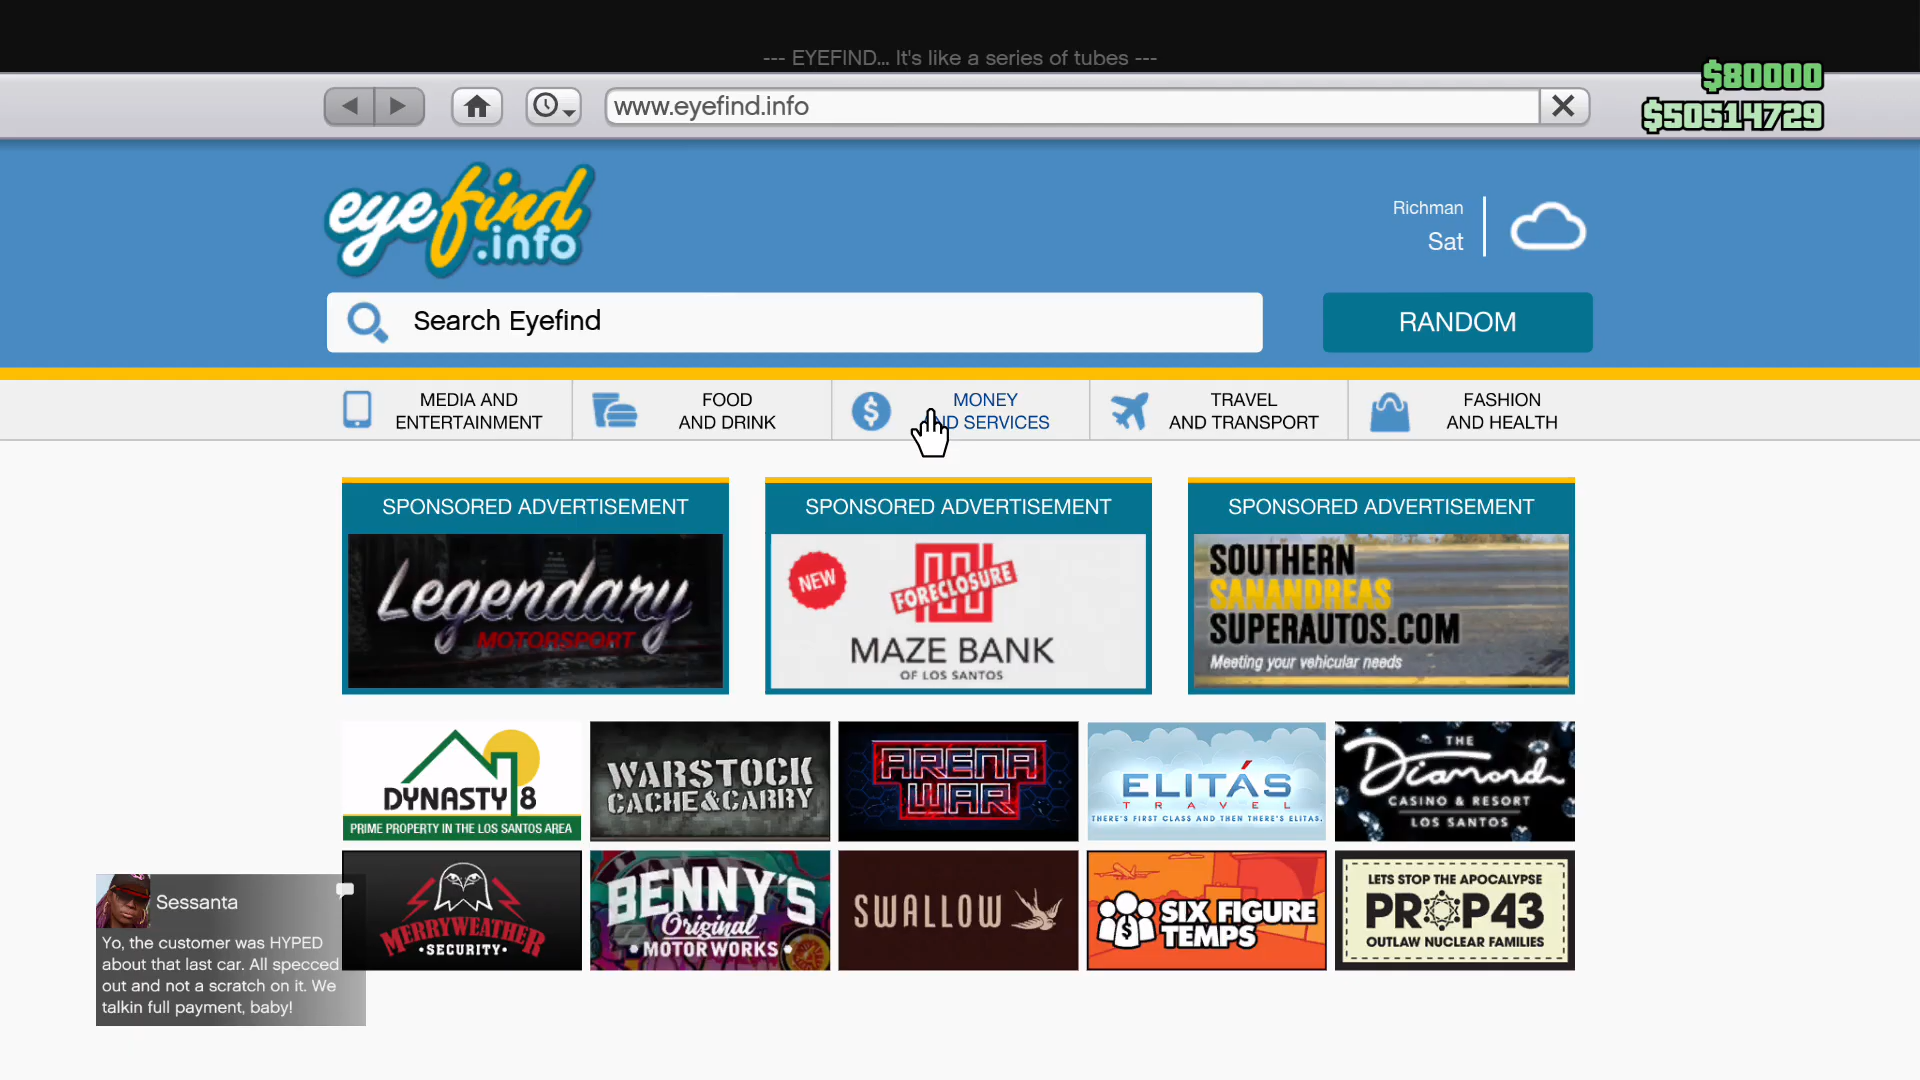 --- EYEFIND... It's like a series of tubes ---
$80000
www.eyefind.info
$50514729
eyefind
.info
Richman
Sat
Search Eyefind
RANDOM
MEDIA AND
ENTERTAINMENT
FOOD
AND DRINK
MONEY
AND SERVICES
TRAVEL
AND TRANSPORT
FASHION
AND HEALTH
SPONSORED ADVERTISEMENT
Legendary
MOTORSPORT
SPONSORED ADVERTISEMENT
NEW
FORECLOSURE
MAZE BANK
OF LOS SANTOS
SPONSORED ADVERTISEMENT
SOUTHERN
SANANDREAS
SUPERAUTOS.COM
Meeting your vehicular needs
DYNASTY 8
PRIME PROPERTY IN THE LOS SANTOS AREA
WARSTOCK
CACHE&CARRY
ARENA
WAR
ELITÁS
TRAVEL
THERE'S FIRST CLASS AND THEN THERE'S ELITAS.
THE
Diamond
CASINO & RESORT
LOS SANTOS
MERRYWEATHER
•SECURITY•
BENNY'S
Original
•MOTOR WORKS•
SWALLOW
SIX FIGURE
TEMPS
LETS STOP THE APOCALYPSE
PROP43
OUTLAW NUCLEAR FAMILIES
Sessanta
Yo, the customer was HYPED
about that last car. All specced
out and not a scratch on it. We
talkin full payment, baby!